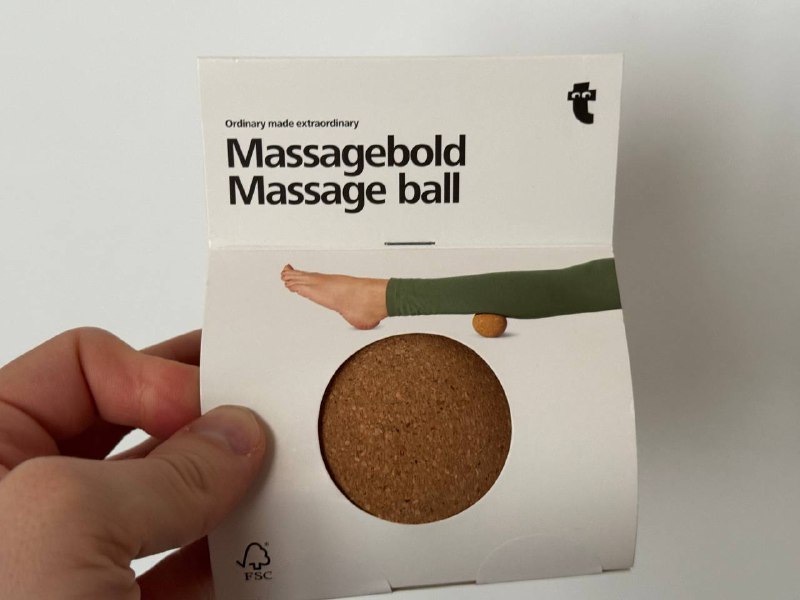 Ordinary made extraordinary
Massagebold
Massage ball
FSC